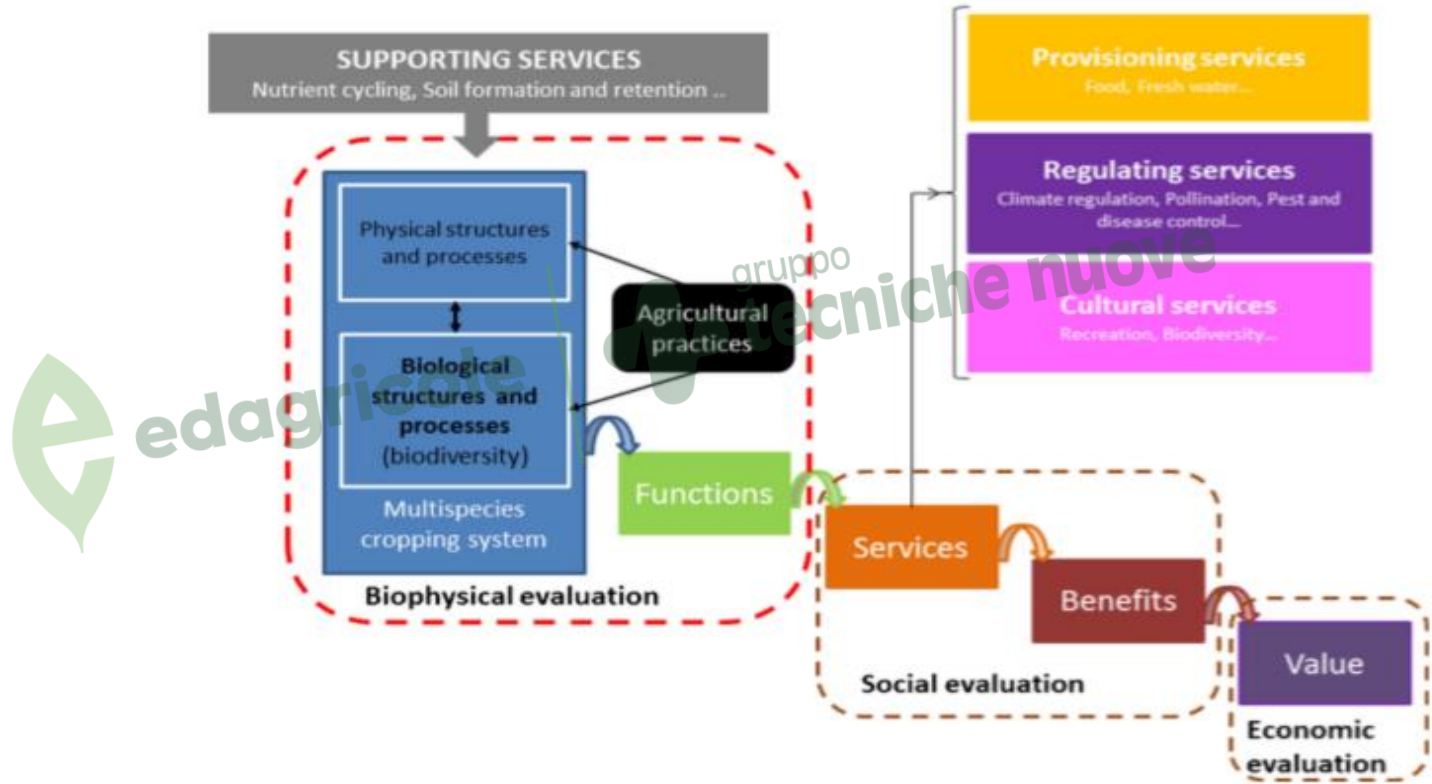 SUPPORTING SERVICES
Nutrient cycling, Soil formation and retention ..
Provisioning services
Food, Fresh water...
Regulating services
Climate regulation, Pollination, Pest and
disease control...
Cultural services
Recreation, Biodiversity...
Physical structures
and processes
Agricultural
practices
Biological
structures and
processes
(biodiversity)
Multispecies
cropping system
Functions
Biophysical evaluation
Services
Benefits
Social evaluation
Value
Economic
evaluation
edagricole
gruppo
tecniche nuove